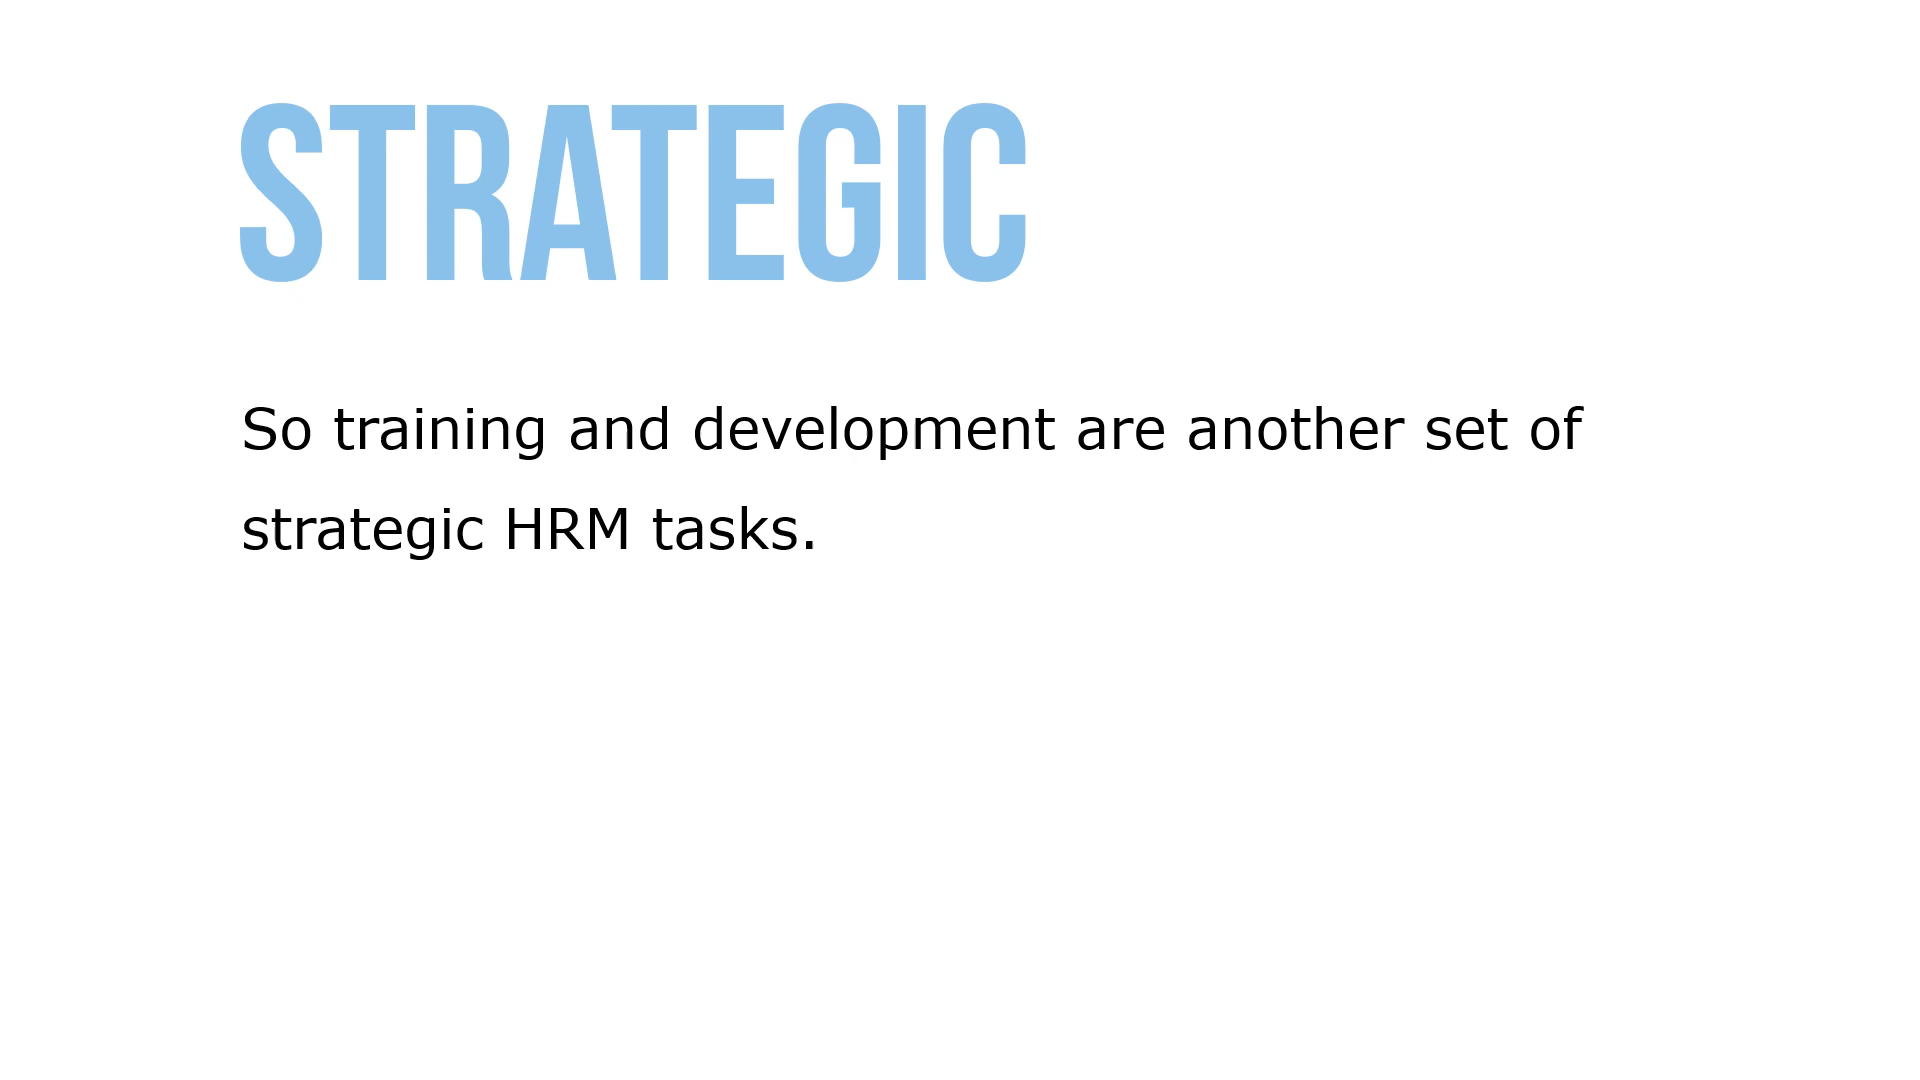 STRATEGIC
So training and development are another set of
strategic HRM tasks.